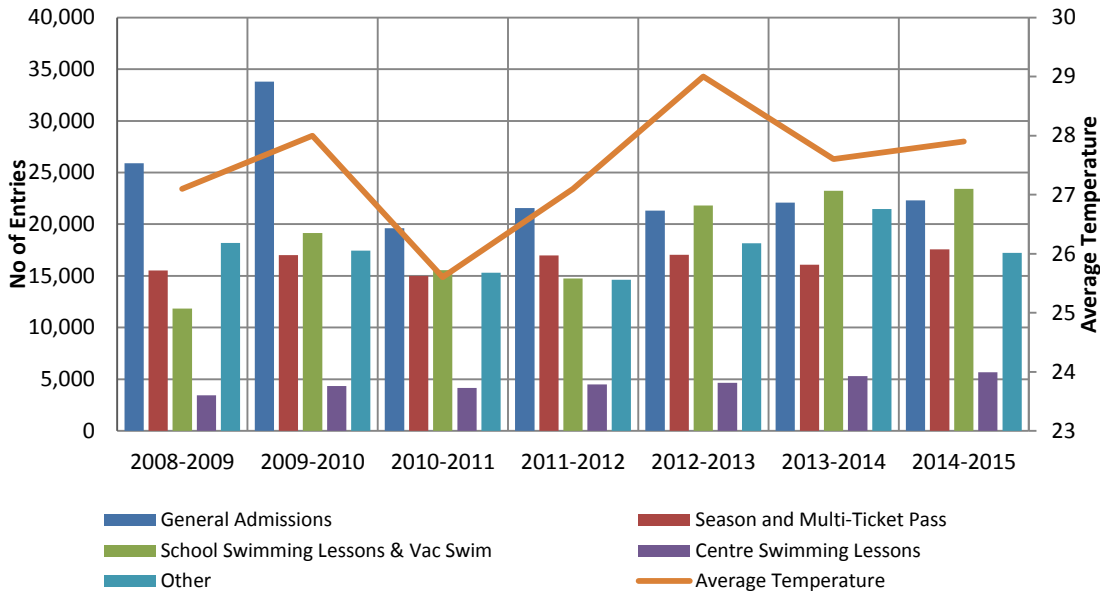 40,000
35,000
30,000
25,000
20,000
15,000
10,000
5,000
0
No of Entries
30
29
28
27
26
25
24
23
Average Temperature
2008-2009 2009-2010 2010-2011 2011-2012 2012-2013 2013-2014 2014-2015
General Admissions Season and Multi-Ticket Pass
School Swimming Lessons & Vac Swim Centre Swimming Lessons
Other Average Temperature